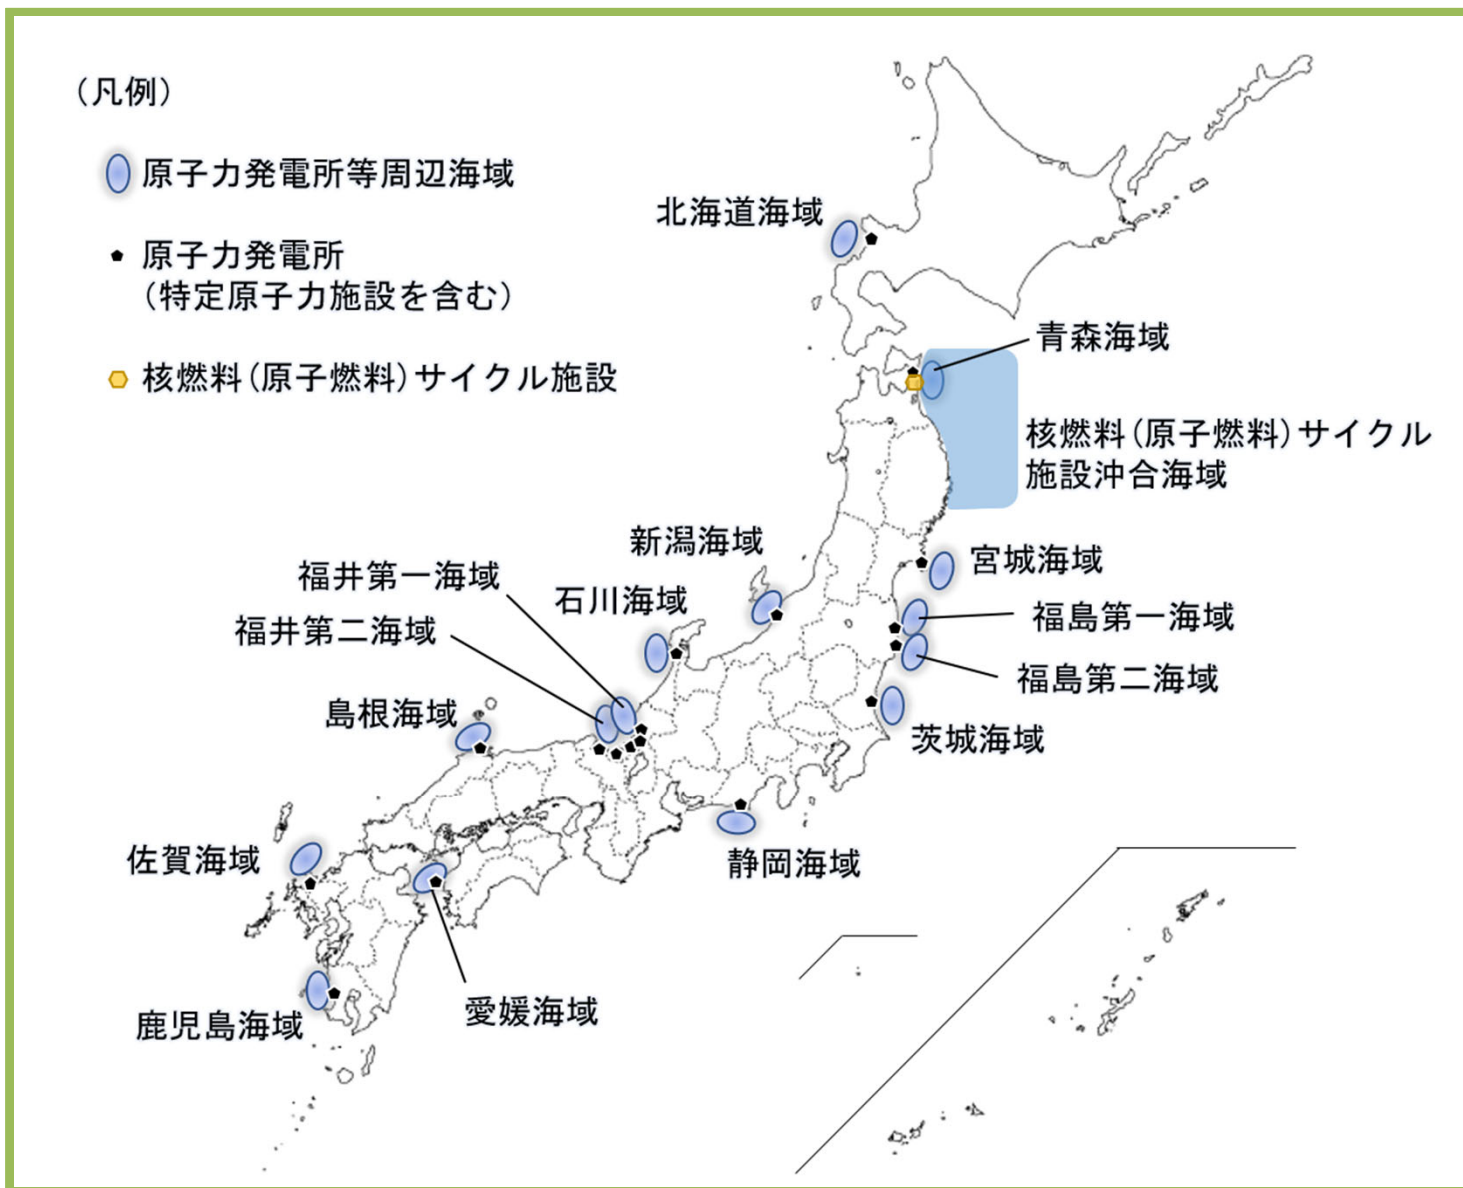 （凡例）
原子力発電所等周辺海域
原子力発電所
（特定原子力施設を含む）
核燃料（原子燃料）サイクル施設
北海道海域
青森海域
核燃料（原子燃料）サイクル
施設沖合海域
新潟海域
宮城海域
福井第一海域
石川海域
福島第一海域
福井第二海域
福島第二海域
島根海域
茨城海域
佐賀海域
静岡海域
愛媛海域
鹿児島海域